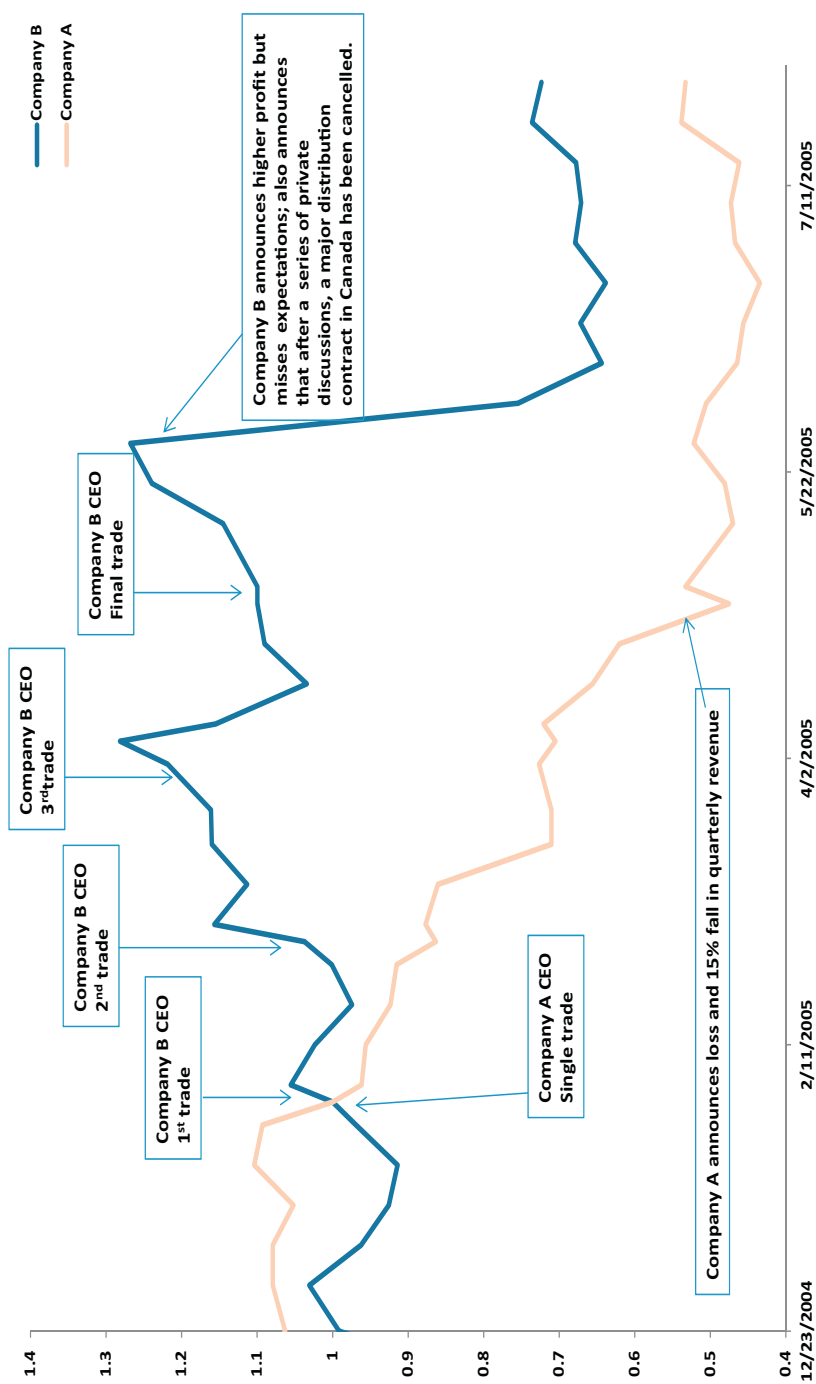 Company B
Company A
Company B announces higher profit but
misses expectations; also announces
that after a series of private
discussions, a major distribution
contract in Canada has been cancelled.
Company B CEO
Final trade
Company B CEO
3rdtrade
Company B CEO
2nd trade
Company B CEO
1st trade
Company A CEO
Single trade
Company A announces loss and 15% fall in quarterly revenue
1.4
1.3
1.2
1.1
1
0.9
0.8
0.7
0.6
0.5
0.4
12/23/2004
2/11/2005
4/2/2005
5/22/2005
7/11/2005